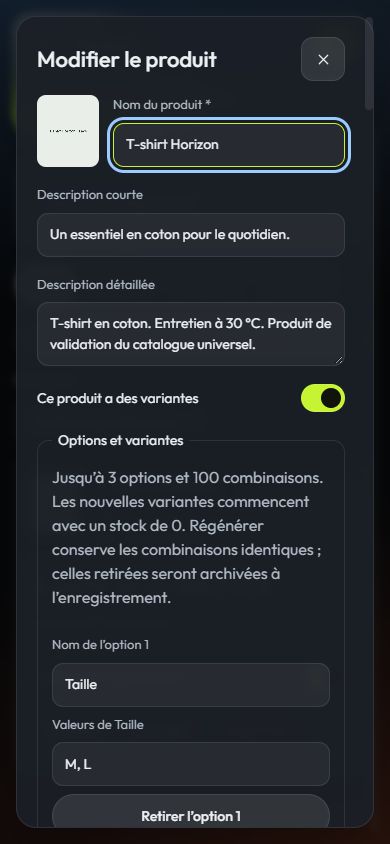 Modifier le produit
Nom du produit *
T-shirt Horizon
Description courte
Un essentiel en coton pour le quotidien.
Description détaillée
T-shirt en coton. Entretien à 30 °C. Produit de
validation du catalogue universel.
Ce produit a des variantes
Options et variantes
Jusqu’à 3 options et 100 combinaisons.
Les nouvelles variantes commencent
avec un stock de 0. Régénérer
conserve les combinaisons identiques ;
celles retirées seront archivées à
l’enregistrement.
Nom de l’option 1
Taille
Valeurs de Taille
M, L
Retirer l’option 1